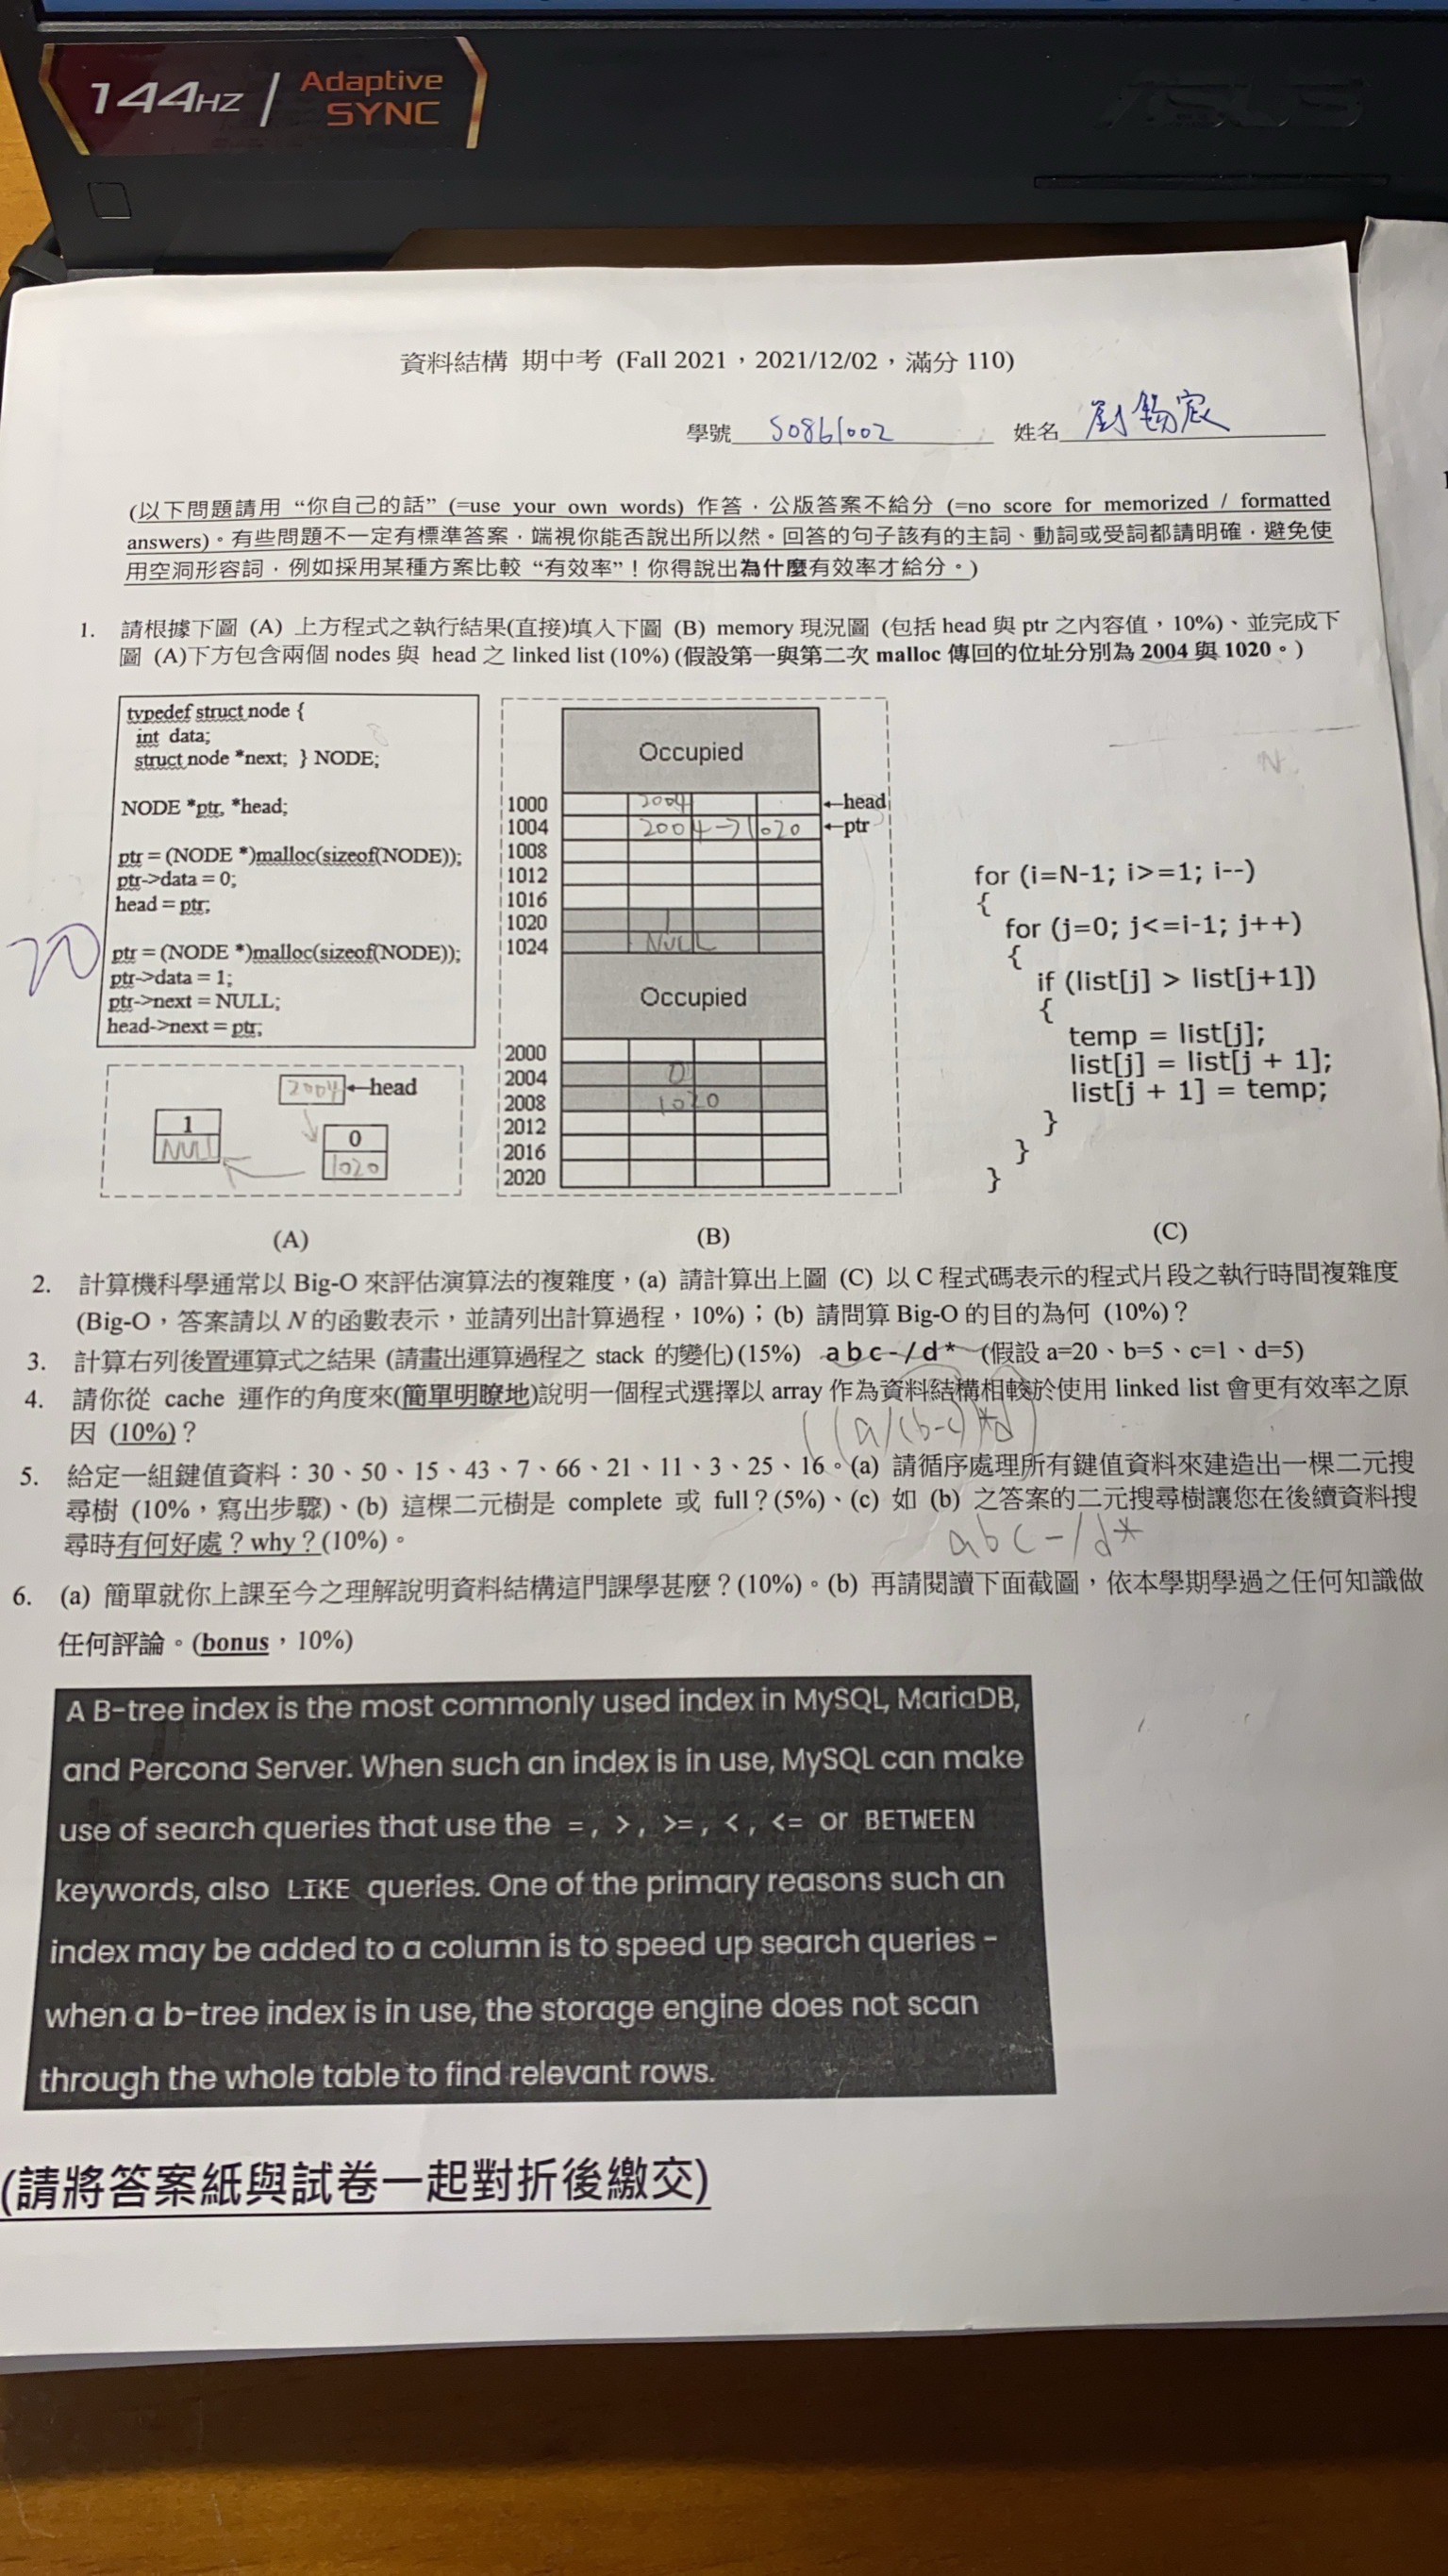 144HZ | Adaptive SYNC
ASUS
資料結構 期中考 (Fall 2021，2021/12/02，滿分 110)
學號 S0861002 姓名 劉錫宸
(以下問題請用 “你自己的話” (=use your own words) 作答，公版答案不給分 (=no score for memorized / formatted
answers)。有些問題不一定有標準答案，端視你能否說出所以然。回答的句子該有的主詞、動詞或受詞都請明確，避免使
用空洞形容詞，例如採用某種方案比較 “有效率”！你得說出為什麼有效率才給分。)
1. 請根據下圖 (A) 上方程式之執行結果(直接)填入下圖 (B) memory 現況圖 (包括 head 與 ptr 之內容值，10%)、並完成下
圖 (A)下方包含兩個 nodes 與 head 之 linked list (10%) (假設第一與第二次 malloc 傳回的位址分別為 2004 與 1020。)
typedef struct node {
int data;
struct node *next; } NODE;
NODE *ptr, *head;
ptr = (NODE *)malloc(sizeof(NODE));
ptr->data = 0;
head = ptr;
ptr = (NODE *)malloc(sizeof(NODE));
ptr->data = 1;
ptr->next = NULL;
head->next = ptr;
20
2004 ←head
1
NULL
0
1020
(A)
Occupied
1000 2004 ←head
1004 2004→1020 ←ptr
1008
1012
1016
1020 1
1024 NULL
Occupied
2000
2004 0
2008 1020
2012
2016
2020
(B)
N
for (i=N-1; i>=1; i--)
{
for (j=0; j<=i-1; j++)
{
if (list[j] > list[j+1])
{
temp = list[j];
list[j] = list[j + 1];
list[j + 1] = temp;
}
}
}
(C)
2. 計算機科學通常以 Big-O 來評估演算法的複雜度，(a) 請計算出上圖 (C) 以 C 程式碼表示的程式片段之執行時間複雜度
(Big-O，答案請以 N 的函數表示，並請列出計算過程，10%)；(b) 請問算 Big-O 的目的為何 (10%)？
3. 計算右列後置運算式之結果 (請畫出運算過程之 stack 的變化)(15%) a b c - / d * (假設 a=20、b=5、c=1、d=5)
4. 請你從 cache 運作的角度來(簡單明瞭地)說明一個程式選擇以 array 作為資料結構相較於使用 linked list 會更有效率之原
因 (10%)？
((a/(b-c)*d)
5. 給定一組鍵值資料：30、50、15、43、7、66、21、11、3、25、16。(a) 請循序處理所有鍵值資料來建造出一棵二元搜
尋樹 (10%，寫出步驟)、(b) 這棵二元樹是 complete 或 full？(5%)、(c) 如 (b) 之答案的二元搜尋樹讓您在後續資料搜
尋時有何好處？why？(10%)。
abc-/d*
6. (a) 簡單就你上課至今之理解說明資料結構這門課學甚麼？(10%)。(b) 再請閱讀下面截圖，依本學期學過之任何知識做
任何評論。(bonus，10%)
A B-tree index is the most commonly used index in MySQL, MariaDB,
and Percona Server. When such an index is in use, MySQL can make
use of search queries that use the =, >, >=, <, <= or BETWEEN
keywords, also LIKE queries. One of the primary reasons such an
index may be added to a column is to speed up search queries -
when a b-tree index is in use, the storage engine does not scan
through the whole table to find relevant rows.
(請將答案紙與試卷一起對折後繳交)